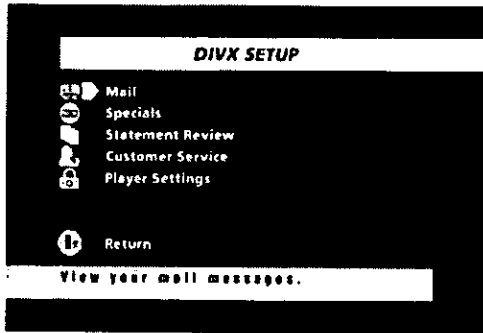 DIVX SETUP
Mail
Specials
Statement Review
Customer Service
Player Settings
Return
View your mail messages.